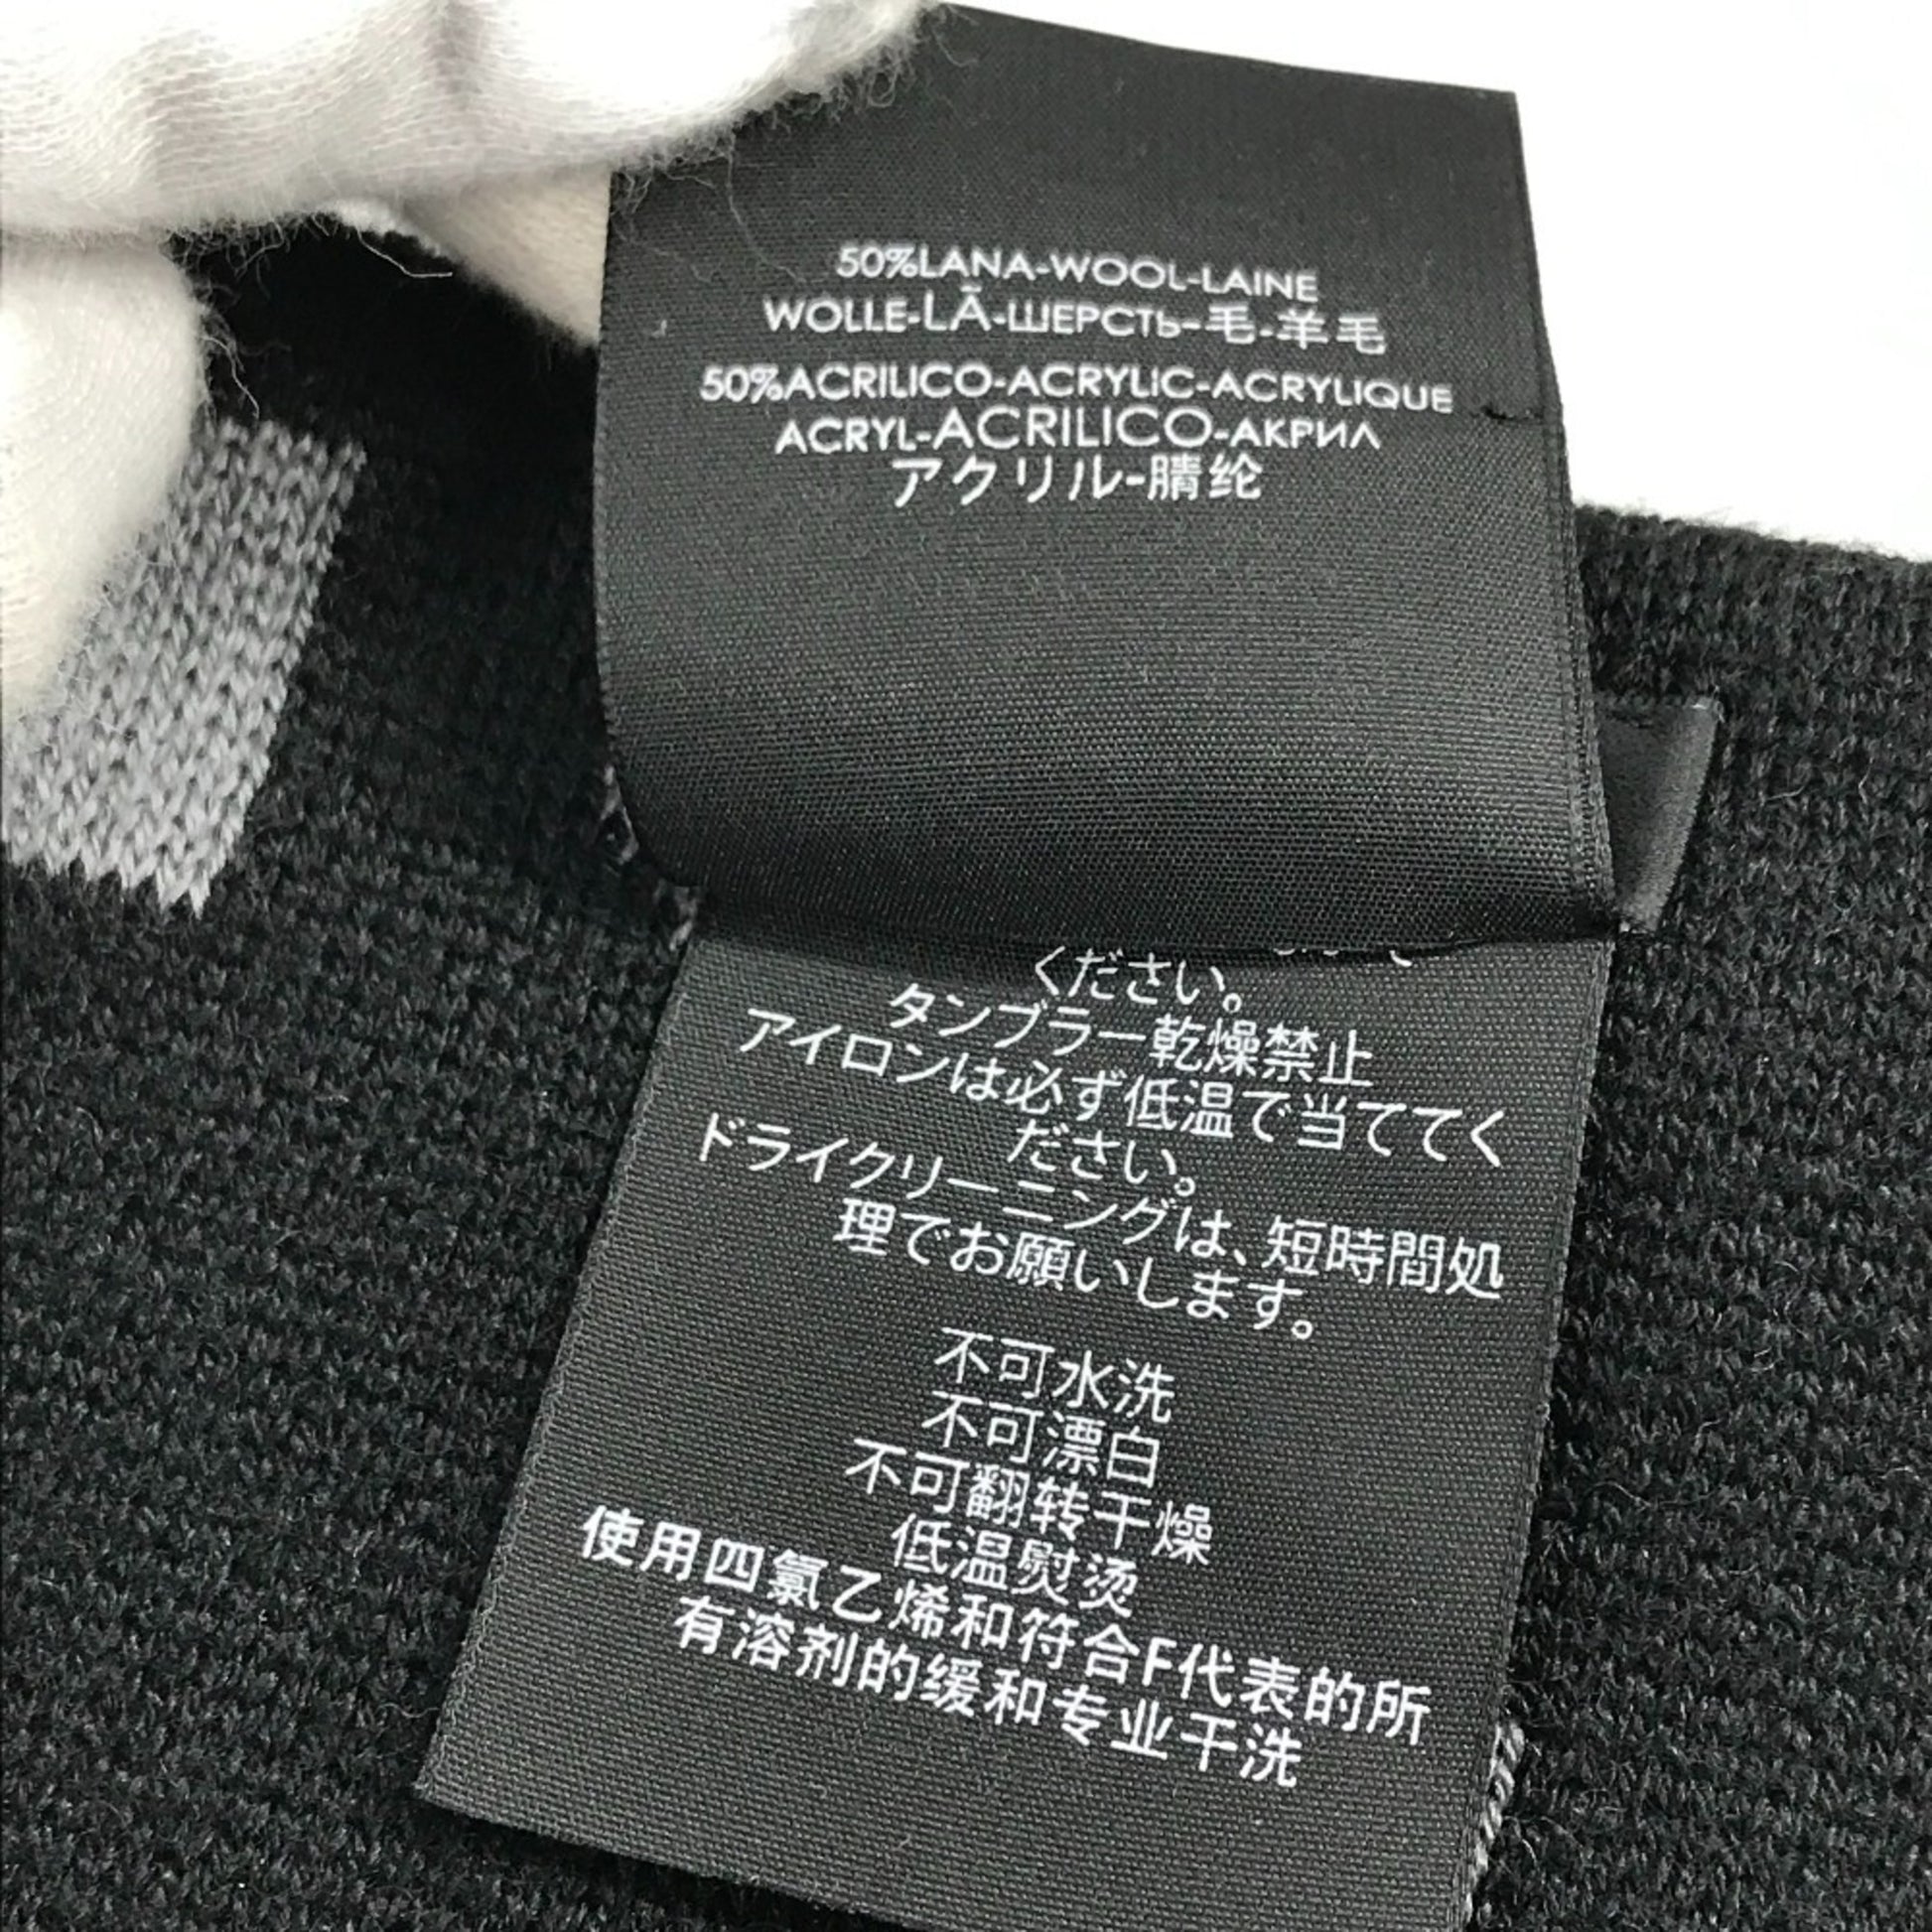 50%LANA-WOOL-LAINE
WOLLE-LÃ-ШЕРСТЬ-毛-羊毛
50%ACRILICO-ACRYLIC-ACRYLIQUE
ACRYL-ACRILICO-АКРИЛ
アクリル-腈纶
ください。
タンブラー乾燥禁止
アイロンは必ず低温で当ててく
ださい。
ドライクリーニングは、短時間処
理でお願いします。
不可水洗
不可漂白
不可翻转干燥
低温熨烫
使用四氯乙烯和符合F代表的所
有溶剂的缓和专业干洗